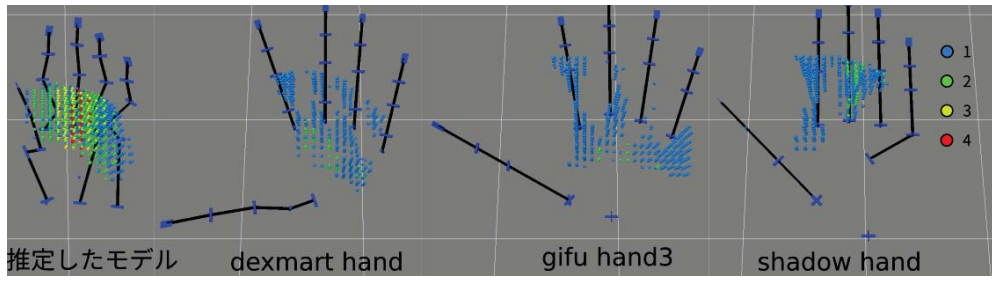 1
2
3
4
推定したモデル
dexmart hand
gifu hand3
shadow hand